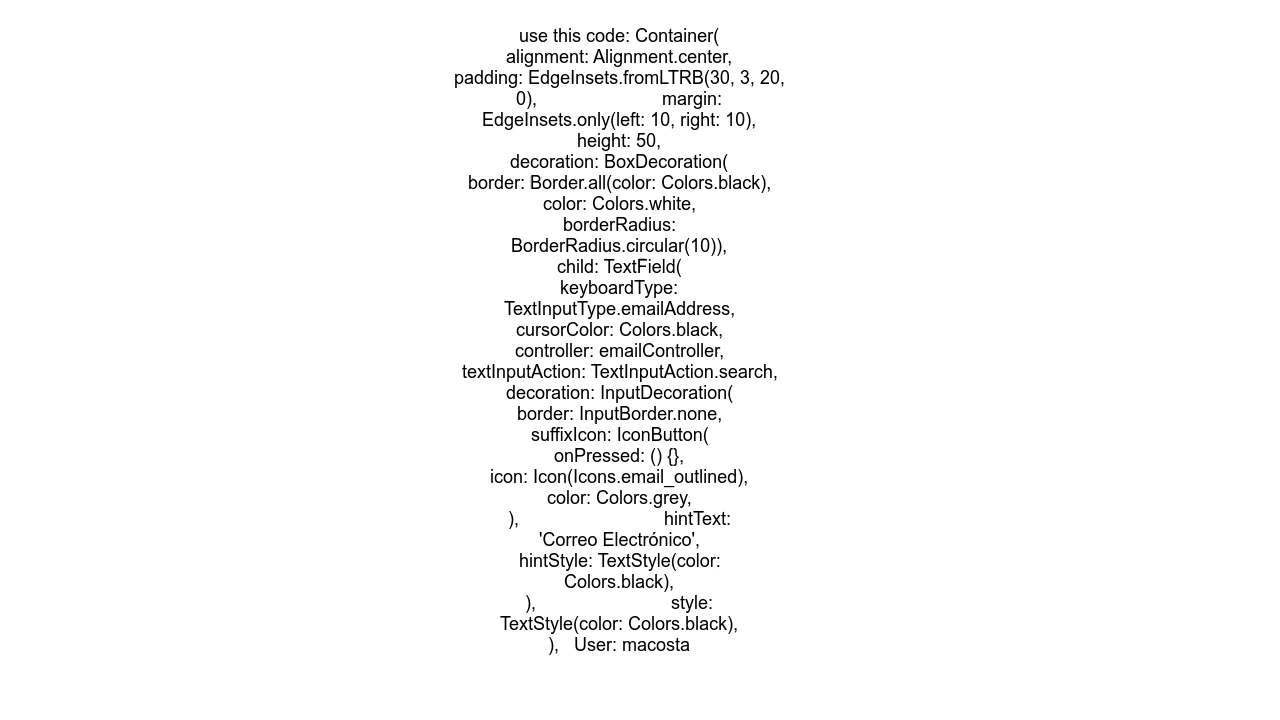 use this code: Container(
alignment: Alignment.center,
padding: EdgeInsets.fromLTRB(30, 3, 20,
0), margin:
EdgeInsets.only(left: 10, right: 10),
height: 50,
decoration: BoxDecoration(
border: Border.all(color: Colors.black),
color: Colors.white,
borderRadius:
BorderRadius.circular(10)),
child: TextField(
keyboardType:
TextInputType.emailAddress,
cursorColor: Colors.black,
controller: emailController,
textInputAction: TextInputAction.search,
decoration: InputDecoration(
border: InputBorder.none,
suffixIcon: IconButton(
onPressed: () {},
icon: Icon(Icons.email_outlined),
color: Colors.grey,
), hintText:
'Correo Electrónico',
hintStyle: TextStyle(color:
Colors.black),
), style:
TextStyle(color: Colors.black),
), User: macosta